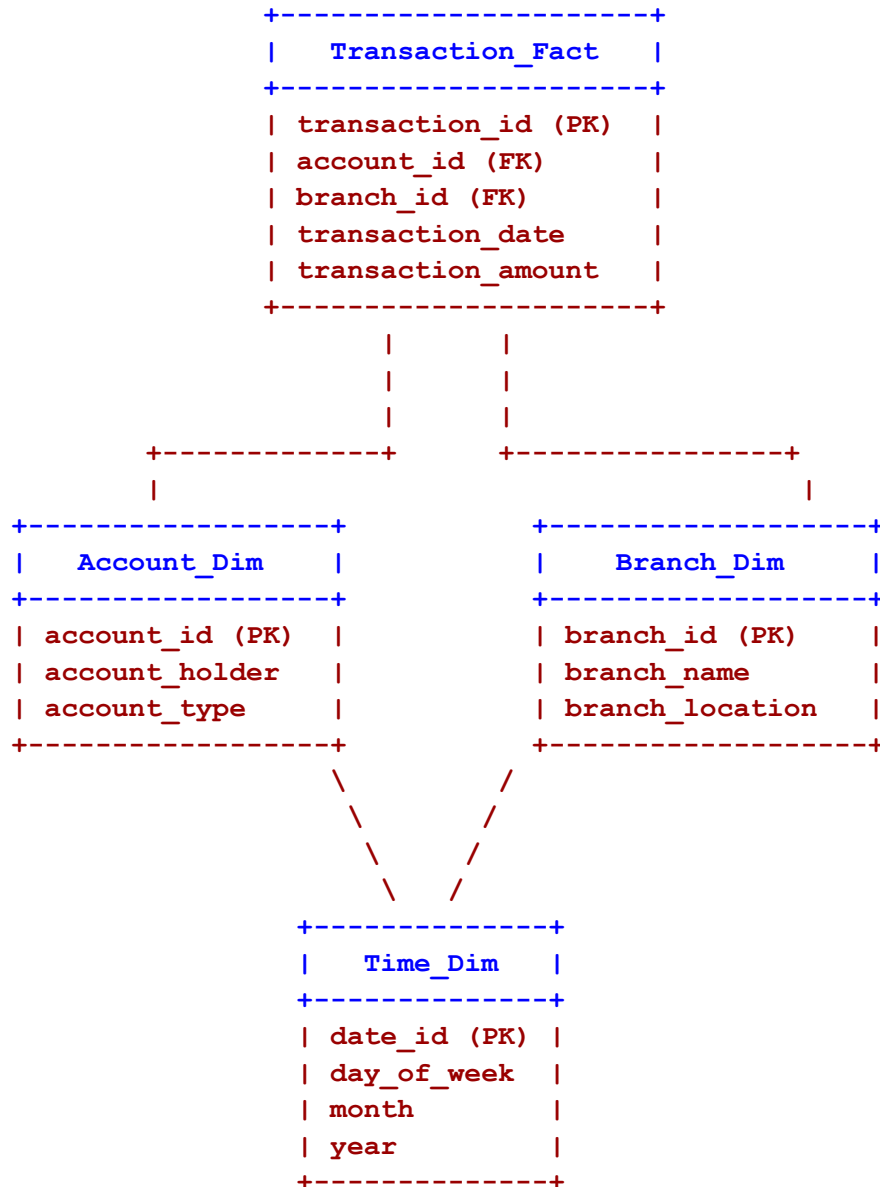 Transaction_Fact
transaction_id (PK)
account_id (FK)
branch_id (FK)
transaction_date
transaction_amount
Account_Dim
account_id (PK)
account_holder
account_type
Branch_Dim
branch_id (PK)
branch_name
branch_location
Time_Dim
date_id (PK)
day_of_week
month
year